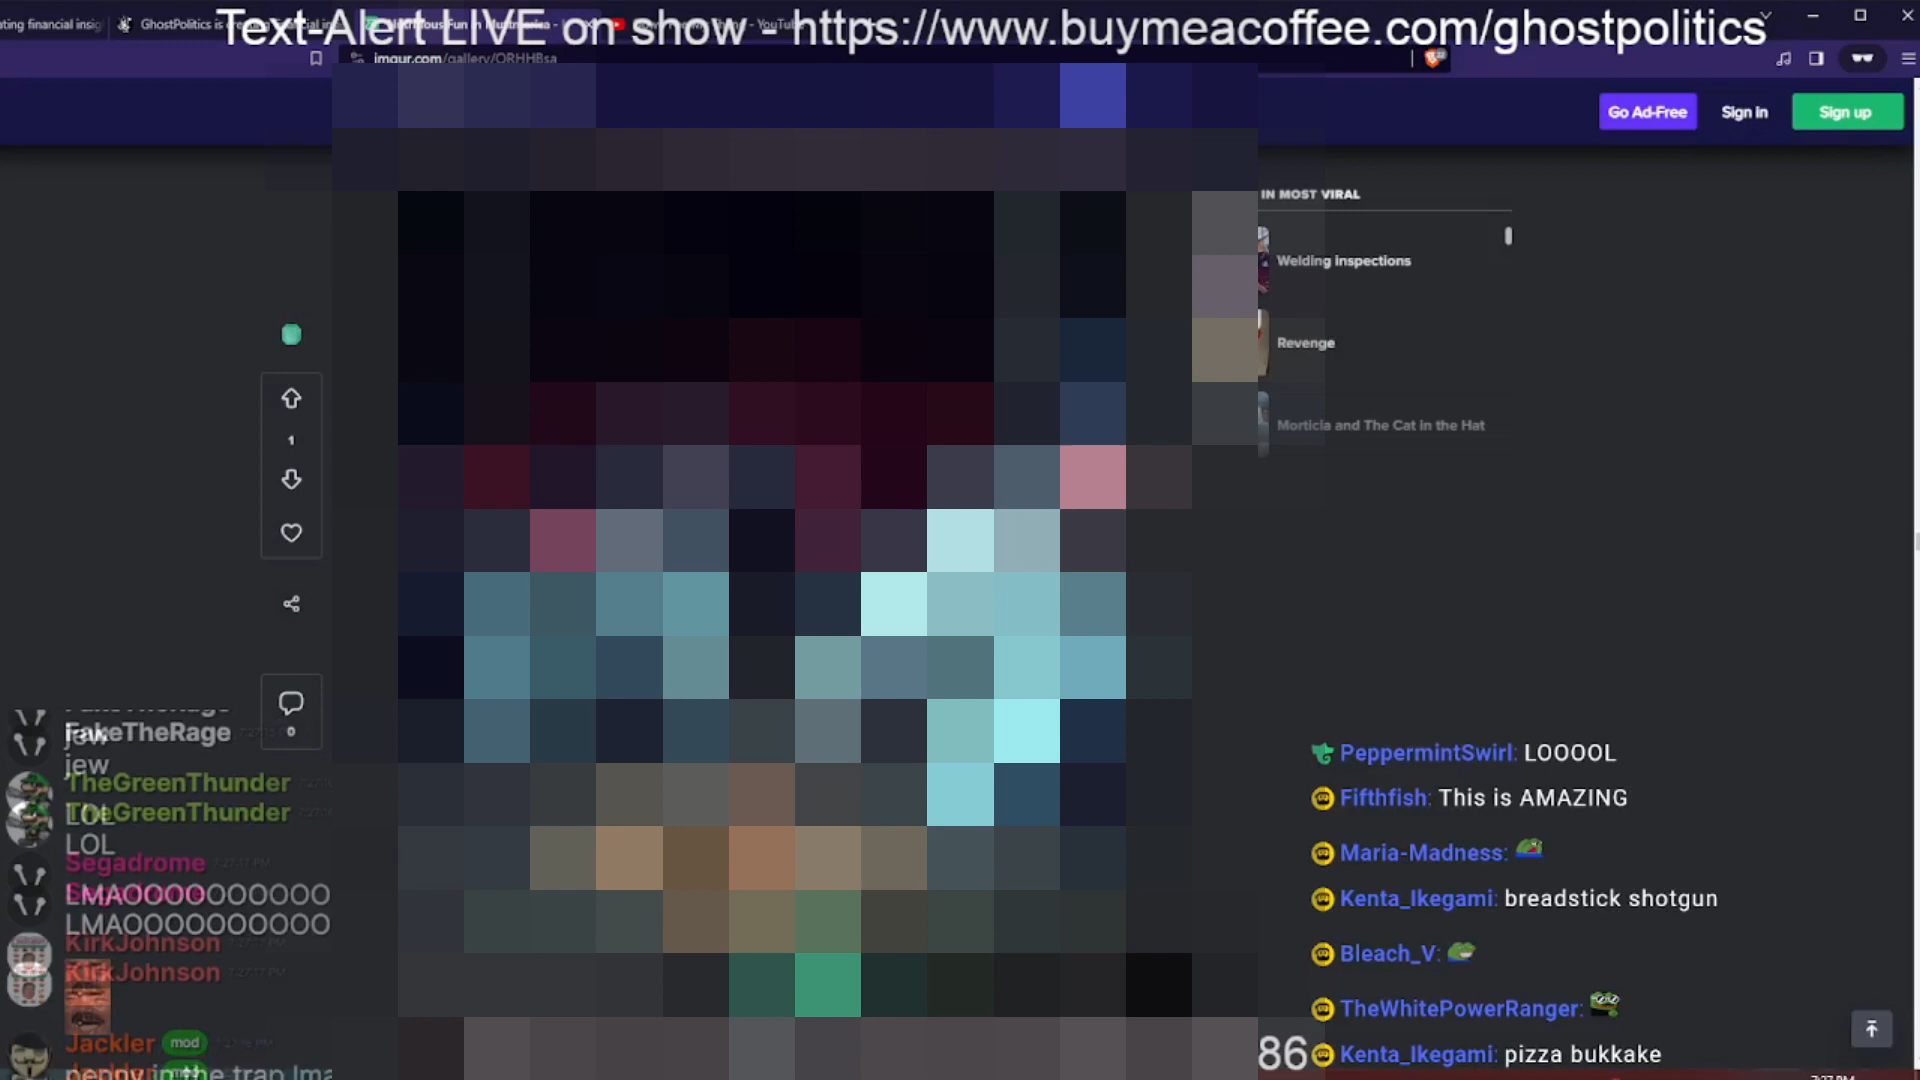 GhostPolitics is
Text-Alert LIVE on show - https://www.buymeacoffee.com/ghostpolitics
imgur.com/gallery/
Go Ad-Free
Sign in
Sign up
IN MOST VIRAL
Welding inspections
Revenge
Morticia and The Cat in the Hat
1
0
FakeTheRage
jew
jew
TheGreenThunder
TheGreenThunder
LOL
LOL
Segadrome
LMAOOOOOOOOOO
LMAOOOOOOOOOO
KirkJohnson
KirkJohnson
Jackler mod
PeppermintSwirl: LOOOOL
Fifthfish: This is AMAZING
Maria-Madness:
Kenta_Ikegami: breadstick shotgun
Bleach_V:
TheWhitePowerRanger:
86
Kenta_Ikegami: pizza bukkake